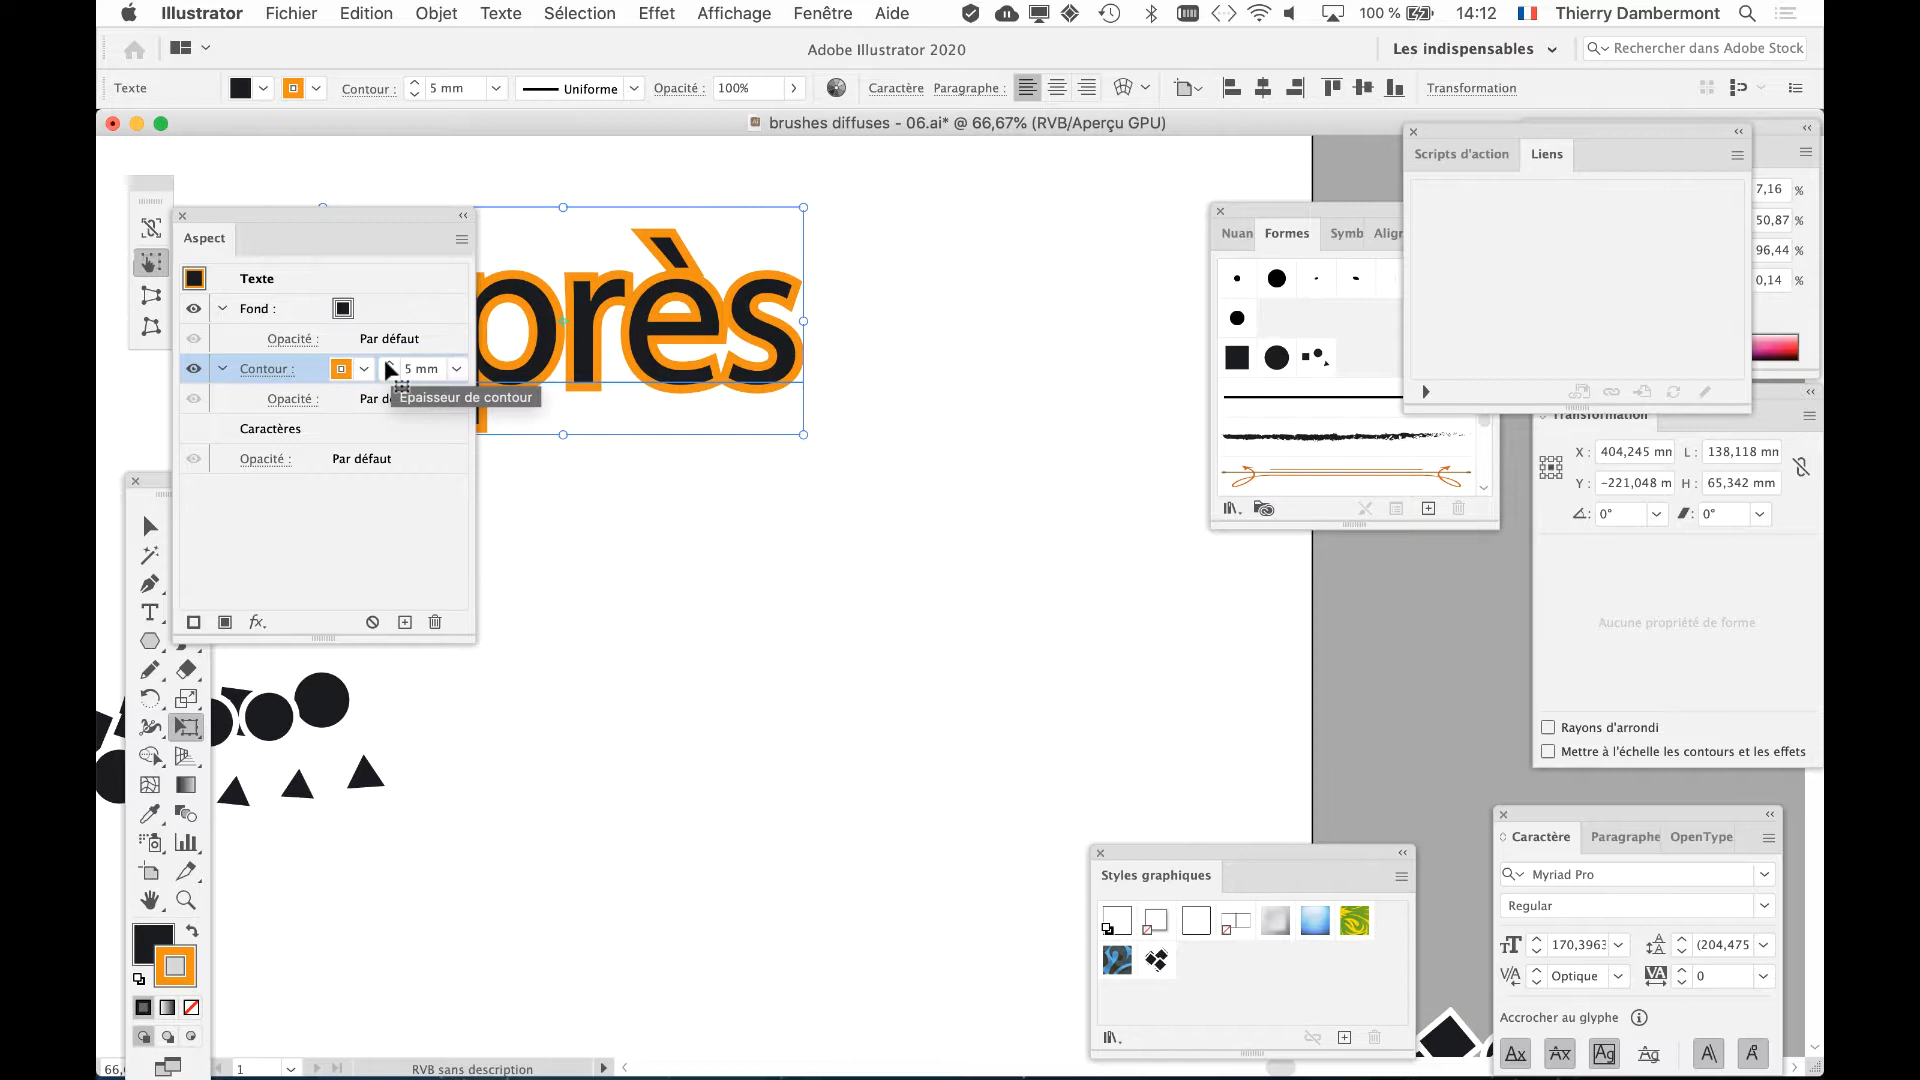 Illustrator Fichier Edition Objet Texte Sélection Effet Affichage Fenêtre Aide 100 % 14:12 Thierry Dambermont
Adobe Illustrator 2020 Les indispensables Rechercher dans Adobe Stock
Texte Contour : 5 mm Uniforme Opacité : 100% Caractère Paragraphe : Transformation
brushes diffuses - 06.ai* @ 66,67% (RVB/Aperçu GPU)
Scripts d'action Liens
7,16 %
50,87 %
96,44 %
0,14 %
Aspect
Texte
Fond :
Opacité : Par défaut
Contour : 5 mm
Opacité : Par dé
Epaisseur de contour
Caractères
Opacité : Par défaut
près
Nuan Formes Symb Align
Transformation
X : 404,245 mm L : 138,118 mm
Y : -221,048 m H : 65,342 mm
0° 0°
Aucune propriété de forme
Rayons d'arrondi
Mettre à l'échelle les contours et les effets
Styles graphiques
Caractère Paragraphe OpenType
Myriad Pro
Regular
170,3963 (204,475
Optique 0
Accrocher au glyphe
66,6 1 RVB sans description